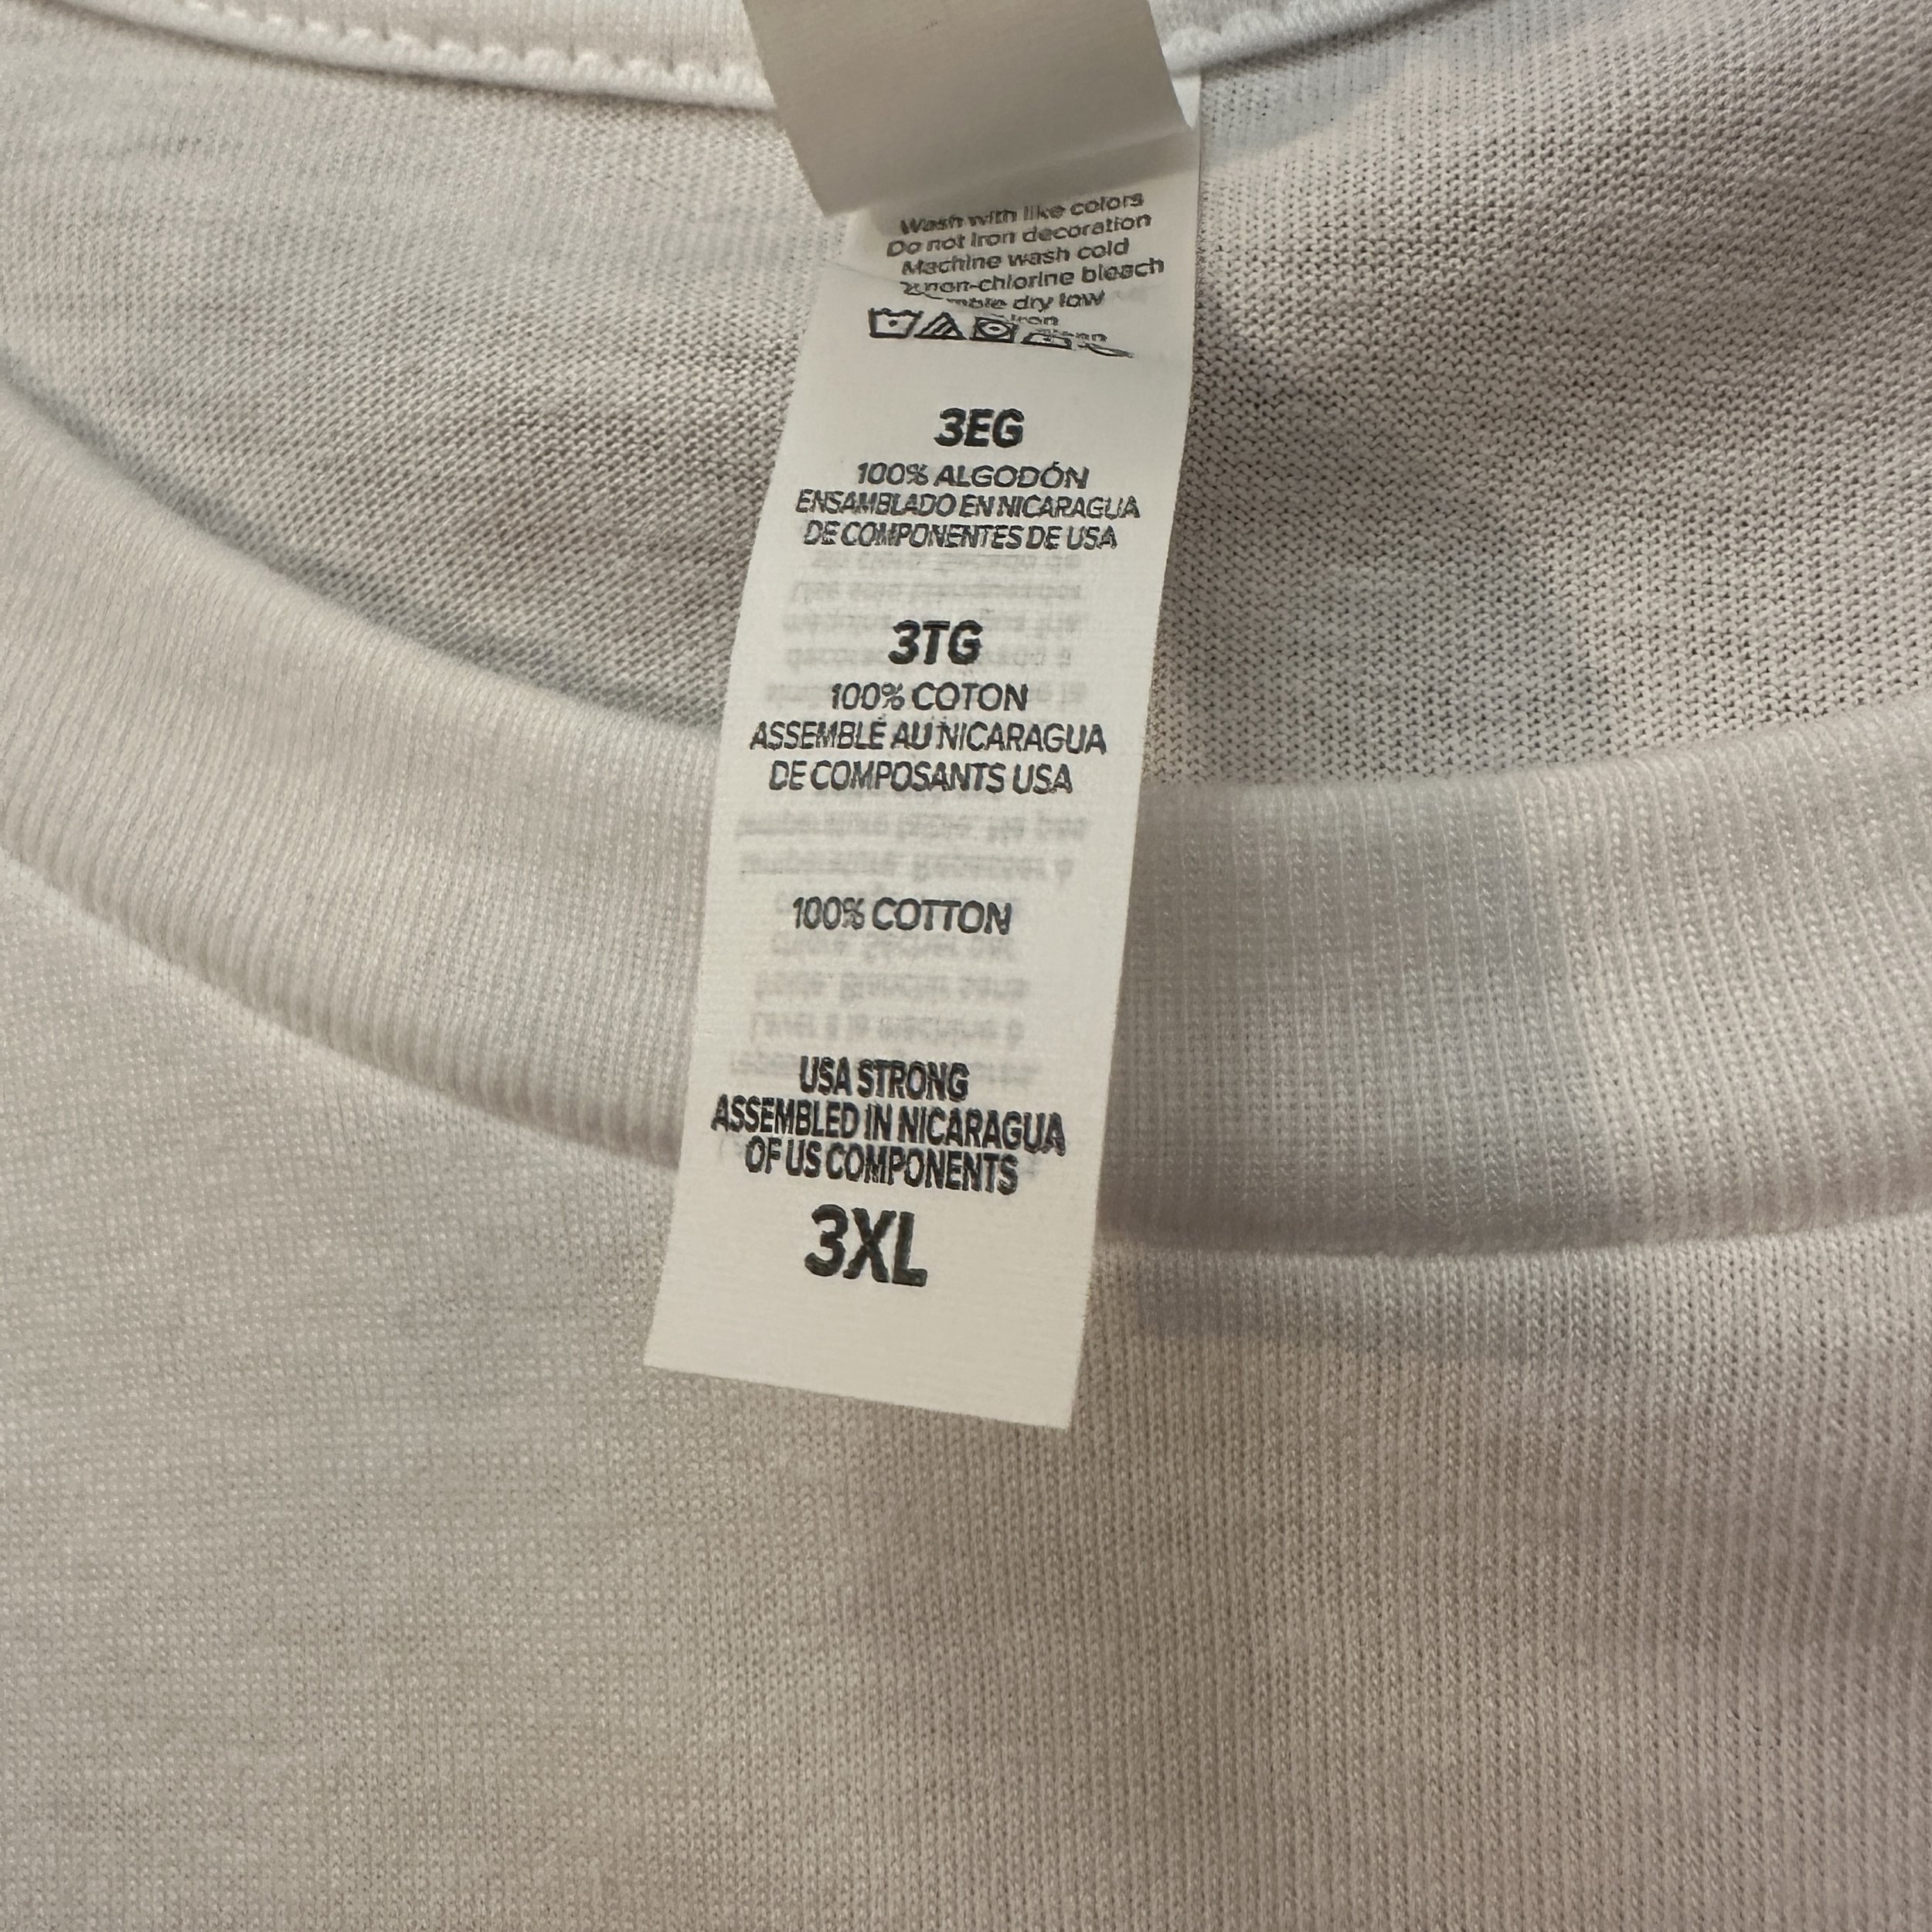 Wash with like colors
Do not iron decoration
Machine wash cold
non-chlorine bleach
dry low
iron
3EG
100% ALGODÓN
ENSAMBLADO EN NICARAGUA
DE COMPONENTES DE USA
3TG
100% COTON
ASSEMBLÉ AU NICARAGUA
DE COMPOSANTS USA
100% COTTON
USA STRONG
ASSEMBLED IN NICARAGUA
OF US COMPONENTS
3XL